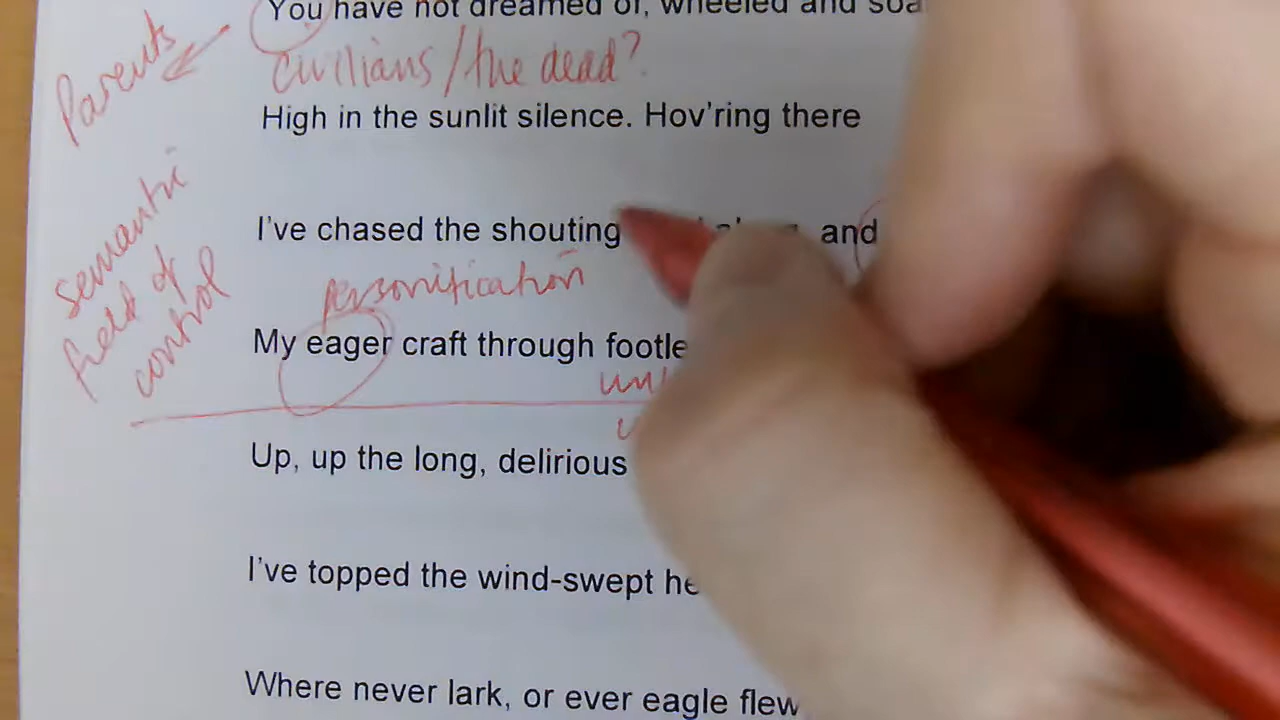 You have not dreamed of, wheeled and soa
Parents
civilians/the dead?
High in the sunlit silence. Hov'ring there
semantic
field of
control
I've chased the shouting and
personification
My eager craft through footle
Up, up the long, delirious
I've topped the wind-swept he
Where never lark, or ever eagle flew